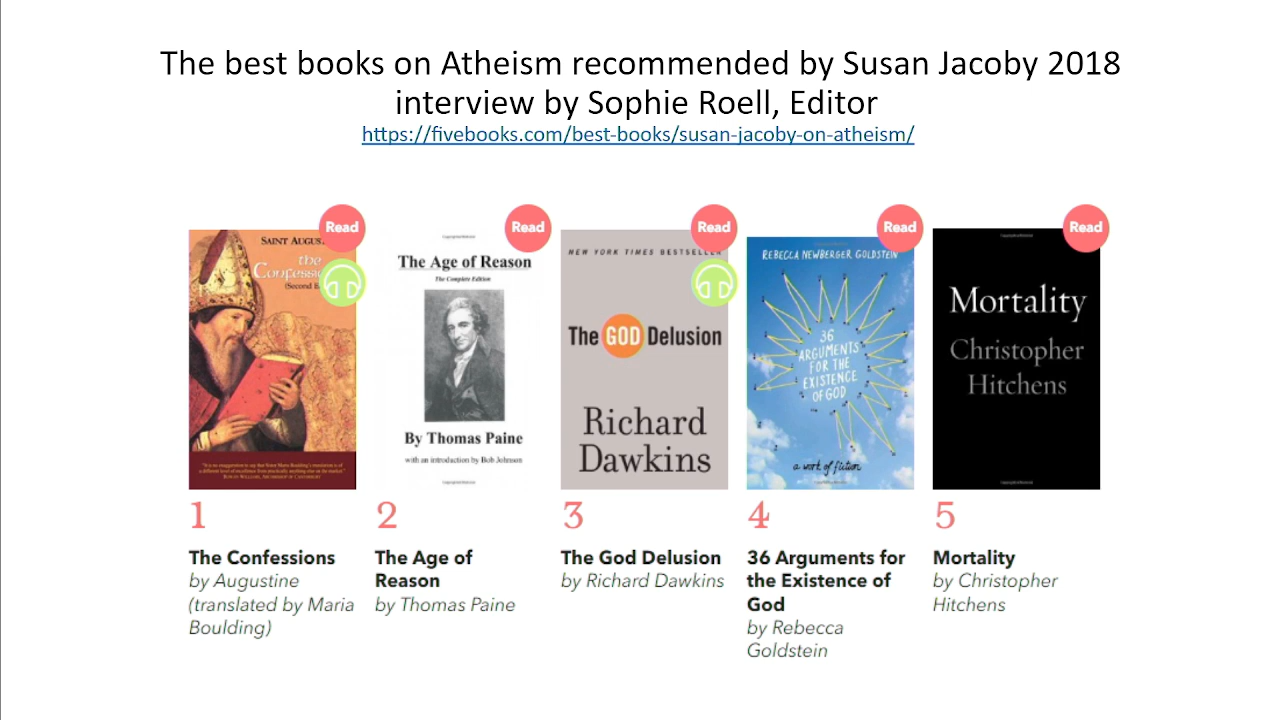 The best books on Atheism recommended by Susan Jacoby 2018
interview by Sophie Roell, Editor
https://fivebooks.com/best-books/susan-jacoby-on-atheism/
Read
SAINT AUGUS
the
Confessi
(Second E
Read
The Age of Reason
The Complete Edition
By Thomas Paine
with an introduction by Bob Johnson
Read
NEW YORK TIMES BESTSELLER
The GOD Delusion
Richard
Dawkins
Read
REBECCA NEWBERGER GOLDSTEIN
36
ARGUMENTS
FOR THE
EXISTENCE
OF GOD
a work of fiction
Read
Mortality
Christopher
Hitchens
1
The Confessions
by Augustine
(translated by Maria
Boulding)
2
The Age of
Reason
by Thomas Paine
3
The God Delusion
by Richard Dawkins
4
36 Arguments for
the Existence of
God
by Rebecca
Goldstein
5
Mortality
by Christopher
Hitchens